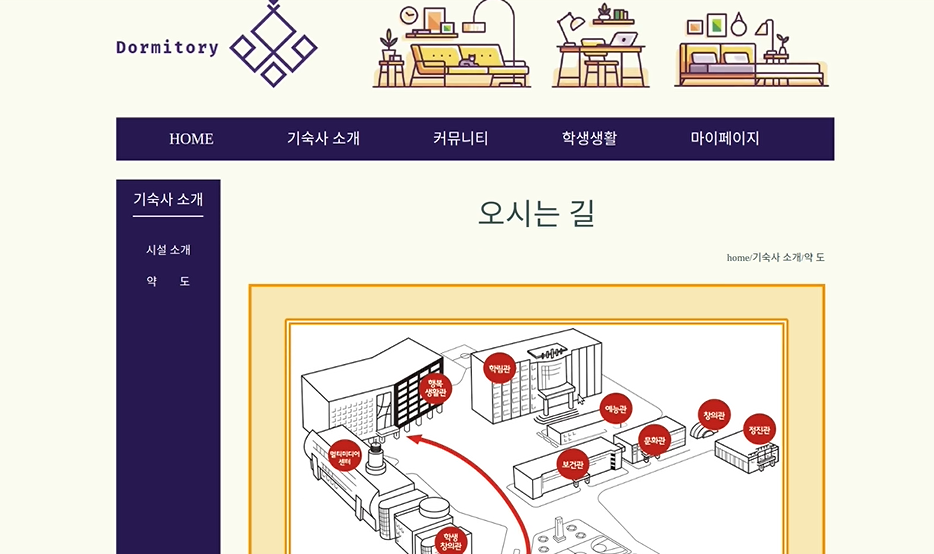 Dormitory
HOME 기숙사 소개 커뮤니티 학생생활 마이페이지
기숙사 소개
시설 소개
약 도
오시는 길
home/기숙사 소개/약 도
학림관
행복
생활관
예능관
창의관
정진관
문화관
멀티미디어
센터
보건관
학생
창의관